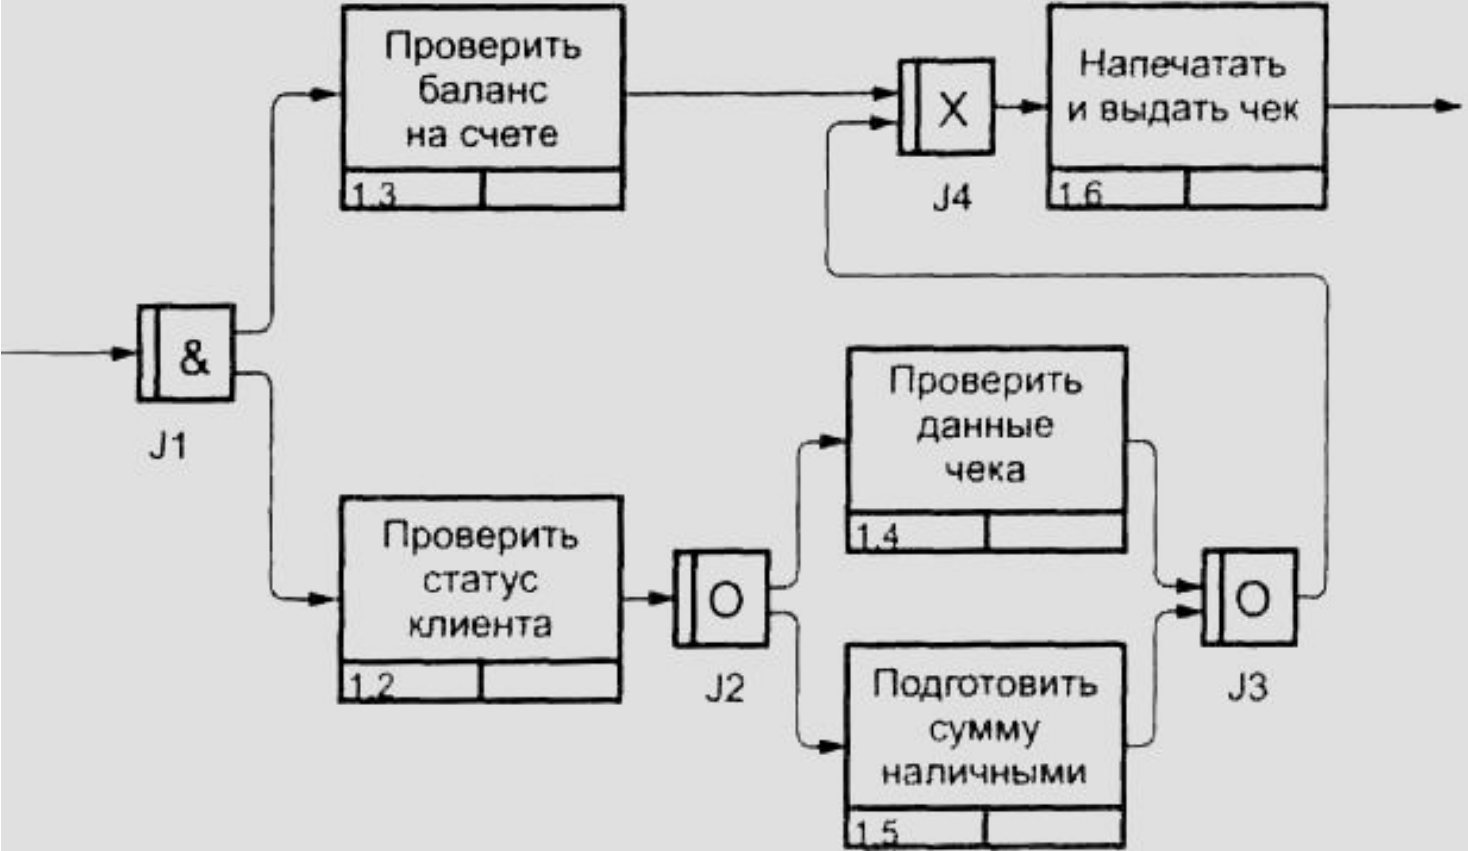 Проверить
баланс
на счете
1.3
X
J4
Напечатать
и выдать чек
1.6
&
J1
Проверить
статус
клиента
1.2
O
J2
Проверить
данные
чека
1.4
Подготовить
сумму
наличными
1.5
O
J3